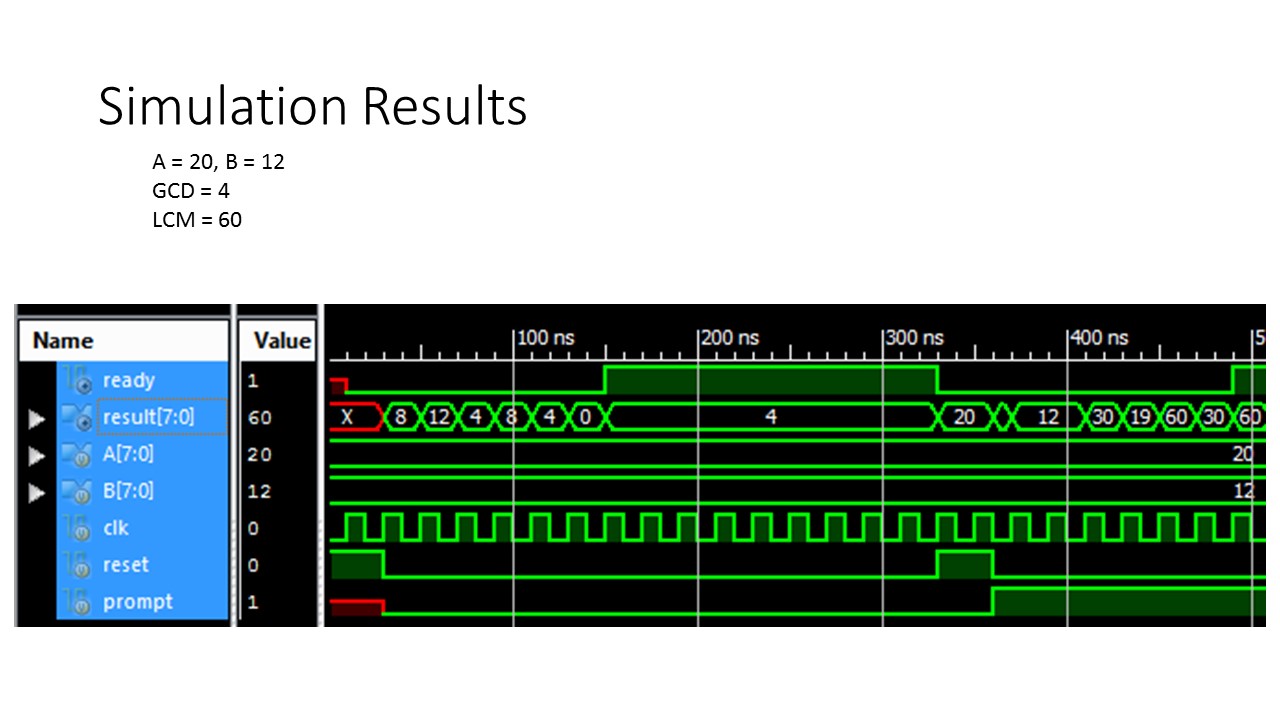 Simulation Results
A = 20, B = 12
GCD = 4
LCM = 60
Name Value 100 ns 200 ns 300 ns 400 ns 5
ready 1
result[7:0] 60 X 8 12 4 8 4 0 4 20 12 30 19 60 30 60
A[7:0] 20 20
B[7:0] 12 12
clk 0
reset 0
prompt 1